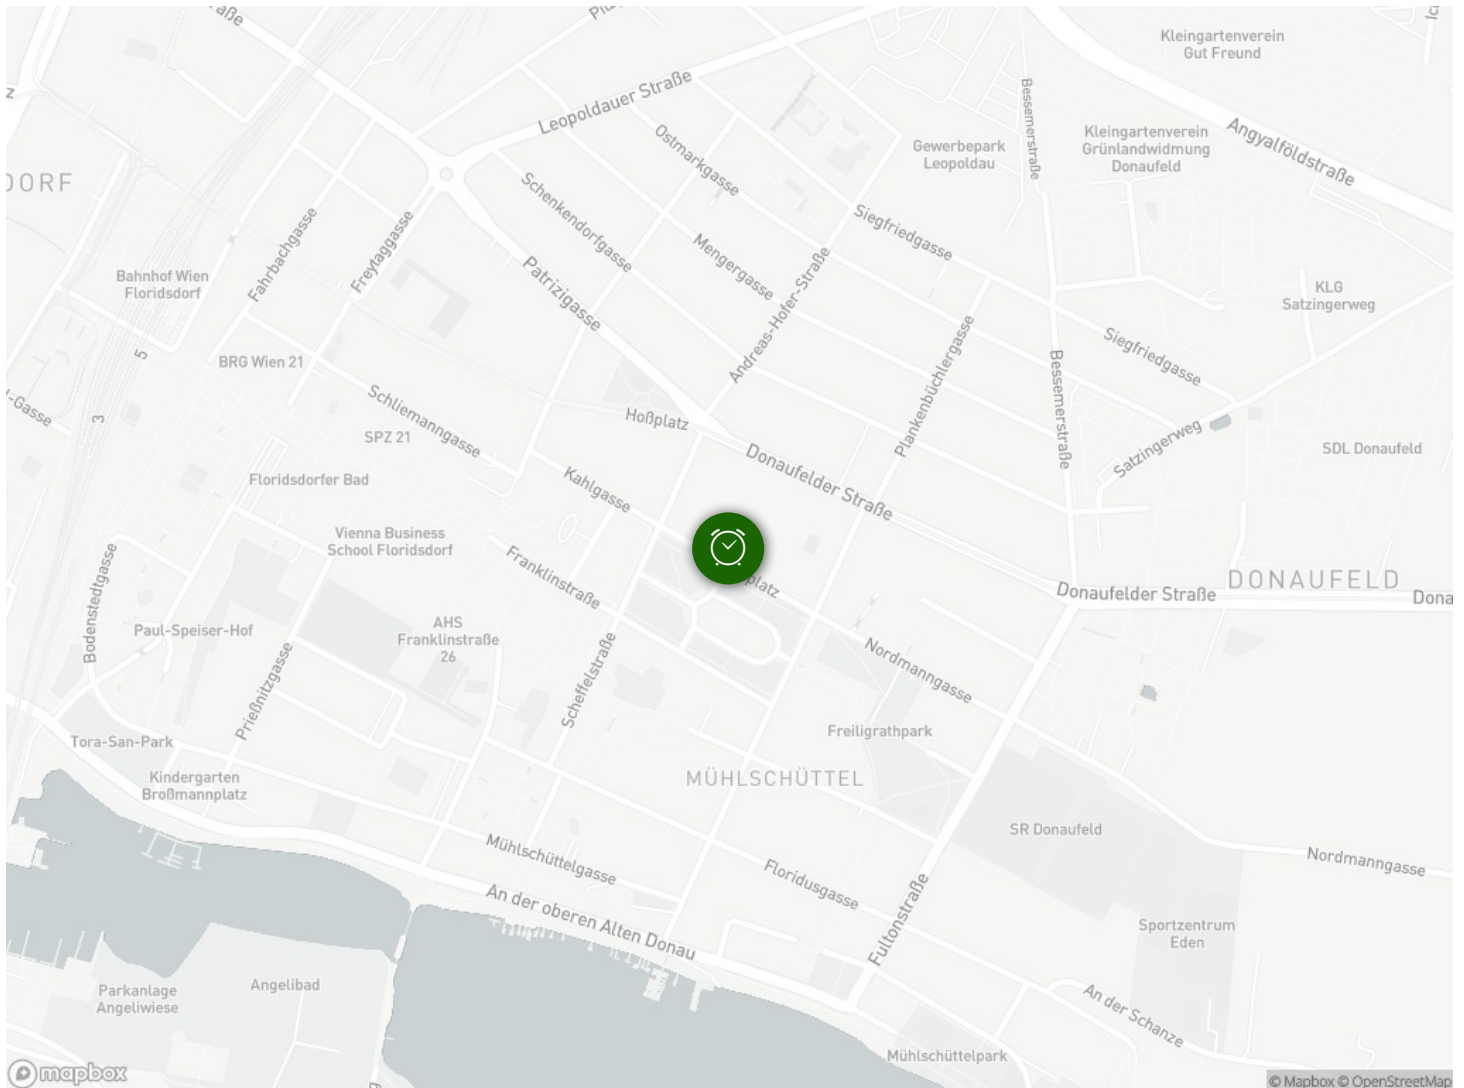 Kleingartenverein
Gut Freund
Leopoldauer Straße
Bessemerstraße
Angyalföldstraße
Ostmarkgasse
Gewerbepark
Leopoldau
Kleingartenverein
Grünlandwidmung
Donaufeld
DORF
Schenkendorfgasse
Siegfriedgasse
Fahrbachgasse
Freytaggasse
Mengergasse
Bahnhof Wien
Floridsdorf
Patrizigasse
Andreas-Hofer-Straße
KLG
Satzingerweg
5
BRG Wien 21
Plankenbüchlergasse
Bessemerstraße
Siegfriedgasse
-Gasse
3
Schliemanngasse
SPZ 21
Hoßplatz
Donaufelder Straße
Satzingerweg
SDL Donaufeld
Floridsdorfer Bad
Kahlgasse
Vienna Business
School Floridsdorf
Franklinstraße
platz
Donaufelder Straße
DONAUFELD
Dona
Bodenstedtgasse
Paul-Speiser-Hof
AHS
Franklinstraße
26
Prießnitzgasse
Scheffelstraße
Nordmanngasse
Tora-San-Park
Freiligrathpark
Kindergarten
Broßmannplatz
MÜHLSCHÜTTEL
SR Donaufeld
Mühlschüttelgasse
Floridusgasse
Nordmanngasse
An der oberen Alten Donau
Fultonstraße
Sportzentrum
Eden
Parkanlage
Angeliwiese
Angelibad
An der Schanze
Mühlschüttelpark
mapbox
© Mapbox © OpenStreetMap